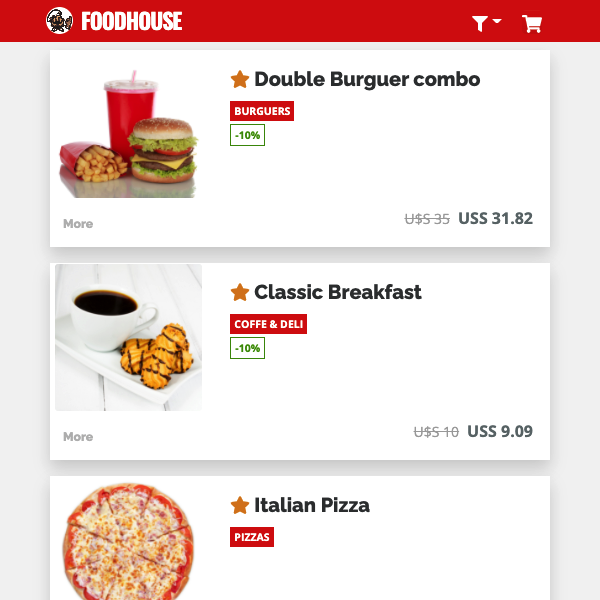 FOODHOUSE
Double Burguer combo
BURGUERS
-10%
More
U$S 35 USS 31.82
Classic Breakfast
COFFE & DELI
-10%
More
U$S 10 USS 9.09
Italian Pizza
PIZZAS